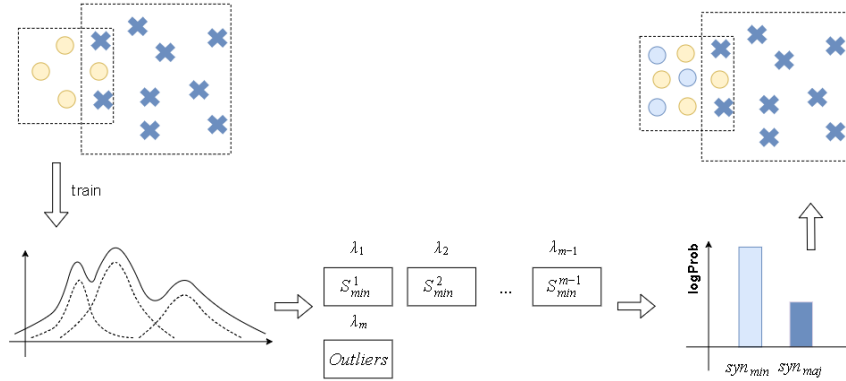 train
λ₁ λ₂ λₘ₋₁
S¹ₘᵢₙ S²ₘᵢₙ ... Sᵐ⁻¹ₘᵢₙ
λₘ
Outliers
logProb
synₘᵢₙ synₘₐⱼ